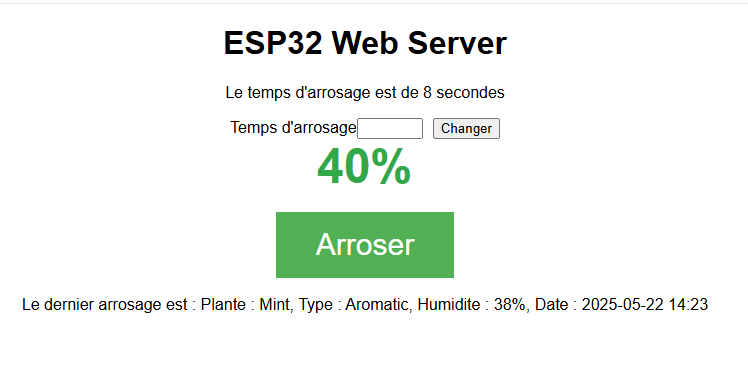 ESP32 Web Server
Le temps d'arrosage est de 8 secondes
Temps d'arrosage Changer
40%
Arroser
Le dernier arrosage est : Plante : Mint, Type : Aromatic, Humidite : 38%, Date : 2025-05-22 14:23